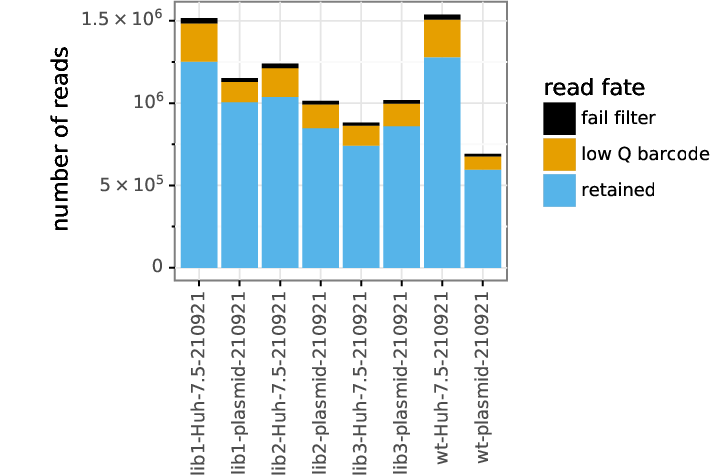 number of reads
1.5 × 10⁶
10⁶
5 × 10⁵
0
lib1-Huh-7.5-210921
lib1-plasmid-210921
lib2-Huh-7.5-210921
lib2-plasmid-210921
lib3-Huh-7.5-210921
lib3-plasmid-210921
wt-Huh-7.5-210921
wt-plasmid-210921
read fate
fail filter
low Q barcode
retained